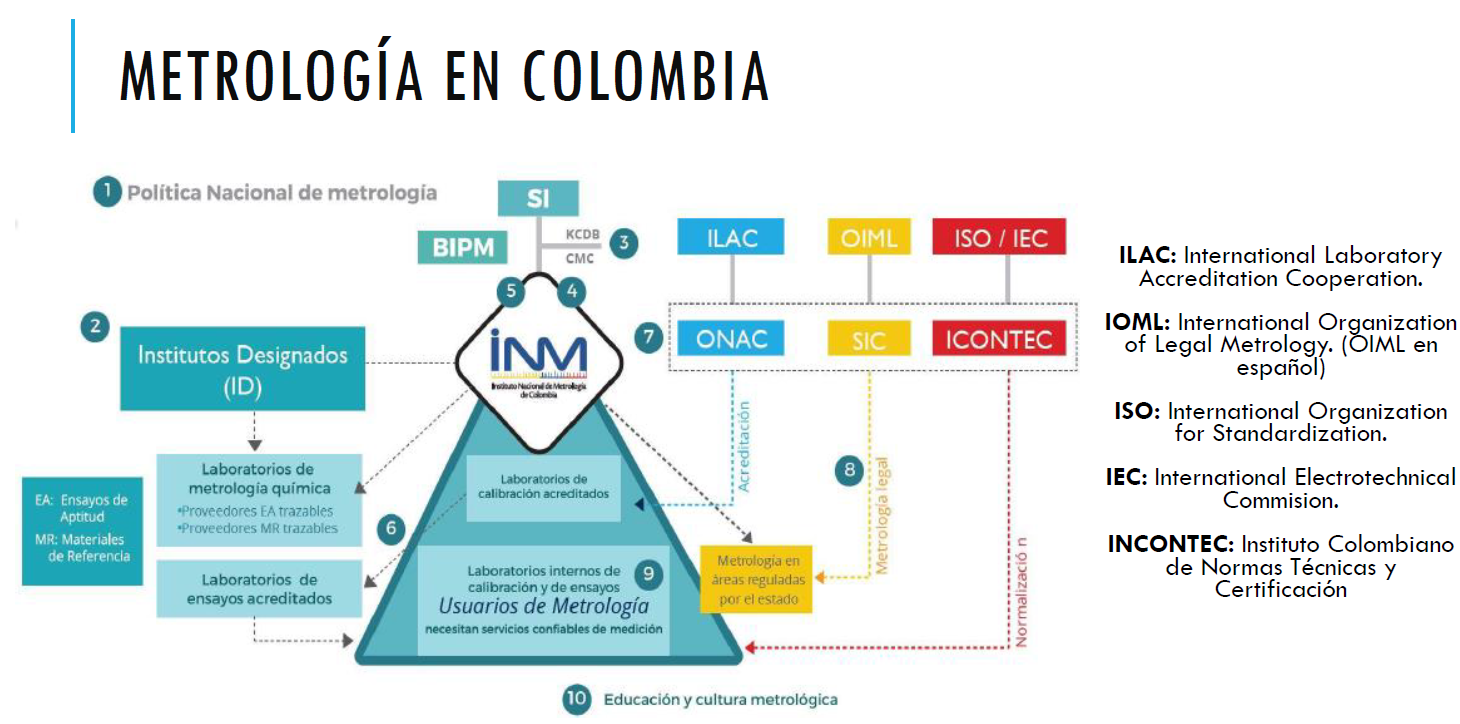 METROLOGÍA EN COLOMBIA
1 Política Nacional de metrología
SI
BIPM
KCDB
CMC
3
ILAC
OIML
ISO / IEC
5
4
2
Institutos Designados
(ID)
iNM
Instituto Nacional de Metrología
de Colombia
7
ONAC
SIC
ICONTEC
Laboratorios de
metrología química
•Proveedores EA trazables
•Proveedores MR trazables
EA: Ensayos de
Aptitud
MR: Materiales
de Referencia
6
Laboratorios de
ensayos acreditados
Laboratorios de
calibración acreditados
Laboratorios internos de
calibración y de ensayos
9
Usuarios de Metrología
necesitan servicios confiables de medición
Acreditación
8
Metrología legal
Metrología en
áreas reguladas
por el estado
Normalizació n
10 Educación y cultura metrológica
ILAC: International Laboratory
Accreditation Cooperation.
IOML: International Organization
of Legal Metrology. (OIML en
español)
ISO: International Organization
for Standardization.
IEC: International Electrotechnical
Commision.
INCONTEC: Instituto Colombiano
de Normas Técnicas y
Certificación